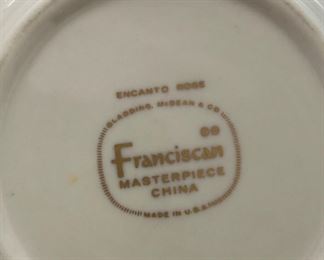 ENCANTO ROSE
GLADDING, McBEAN & CO
Franciscan
MASTERPIECE
CHINA
MADE IN U.S.A.